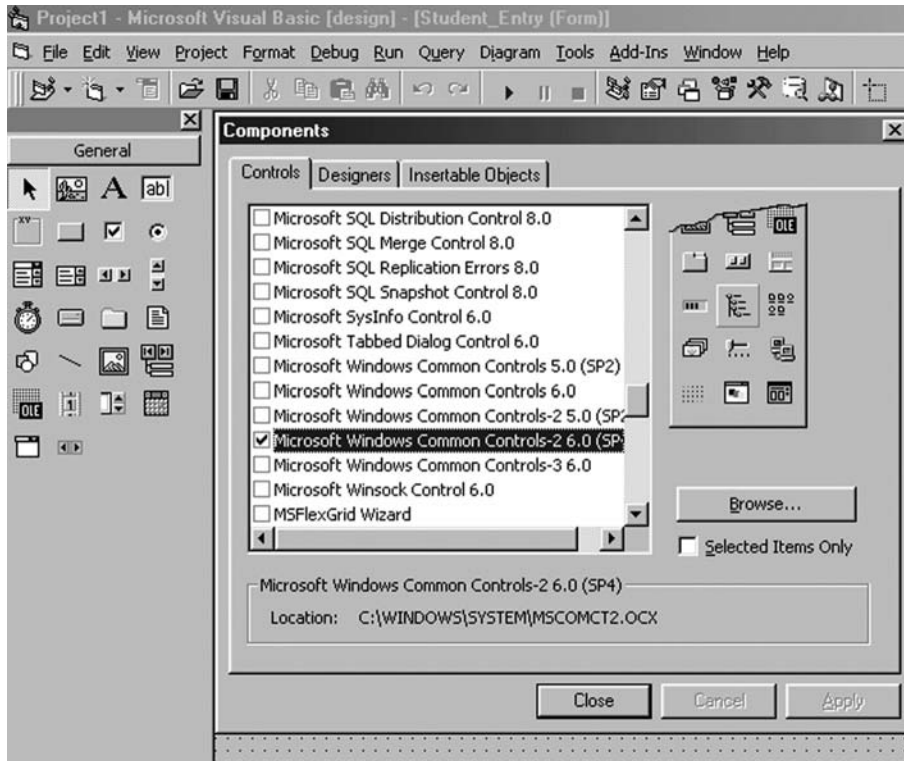 Project1 - Microsoft Visual Basic [design] - [Student_Entry (Form)]
File Edit View Project Format Debug Run Query Diagram Tools Add-Ins Window Help
General
A ab|
XY
OLE
1
Components
Controls Designers Insertable Objects
Microsoft SQL Distribution Control 8.0
Microsoft SQL Merge Control 8.0
Microsoft SQL Replication Errors 8.0
Microsoft SQL Snapshot Control 8.0
Microsoft SysInfo Control 6.0
Microsoft Tabbed Dialog Control 6.0
Microsoft Windows Common Controls 5.0 (SP2)
Microsoft Windows Common Controls 6.0
Microsoft Windows Common Controls-2 5.0 (SP2
Microsoft Windows Common Controls-2 6.0 (SP
Microsoft Windows Common Controls-3 6.0
Microsoft Winsock Control 6.0
MSFlexGrid Wizard
OLE
Browse...
Selected Items Only
Microsoft Windows Common Controls-2 6.0 (SP4)
Location: C:\WINDOWS\SYSTEM\MSCOMCT2.OCX
Close Cancel Apply